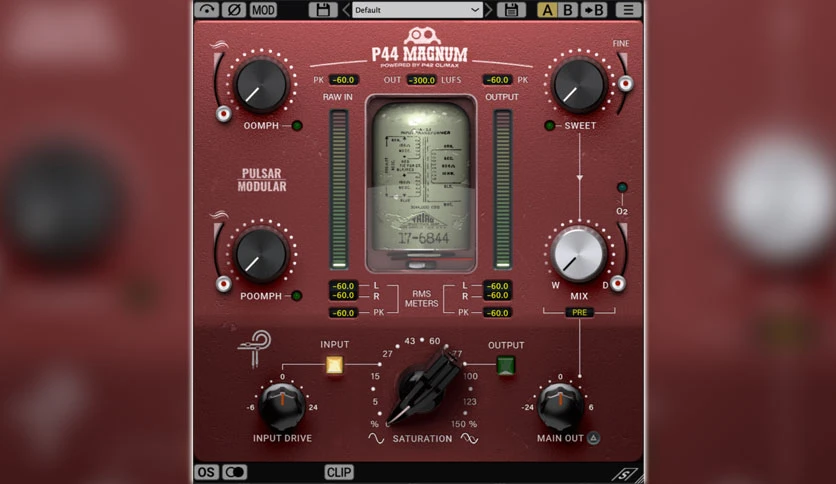 MOD
Default
A B
B
P44 MAGNUM
POWERED BY P42 CLIMAX
FINE
PK -60.0
OUT -300.0 LUFS
-60.0 PK
RAW IN
OUTPUT
OOMPH
SWEET
PULSAR
MODULAR
O2
TRIAD
17-6844
POOMPH
W
D
MIX
PRE
-60.0
-60.0
L
R
-60.0 PK
RMS
METERS
L
R
-60.0
-60.0
PK -60.0
INPUT
OUTPUT
%
5
15
27
43
60
77
100
123
150 %
-6
0
24
INPUT DRIVE
SATURATION
-24
0
6
MAIN OUT
OS
CLIP